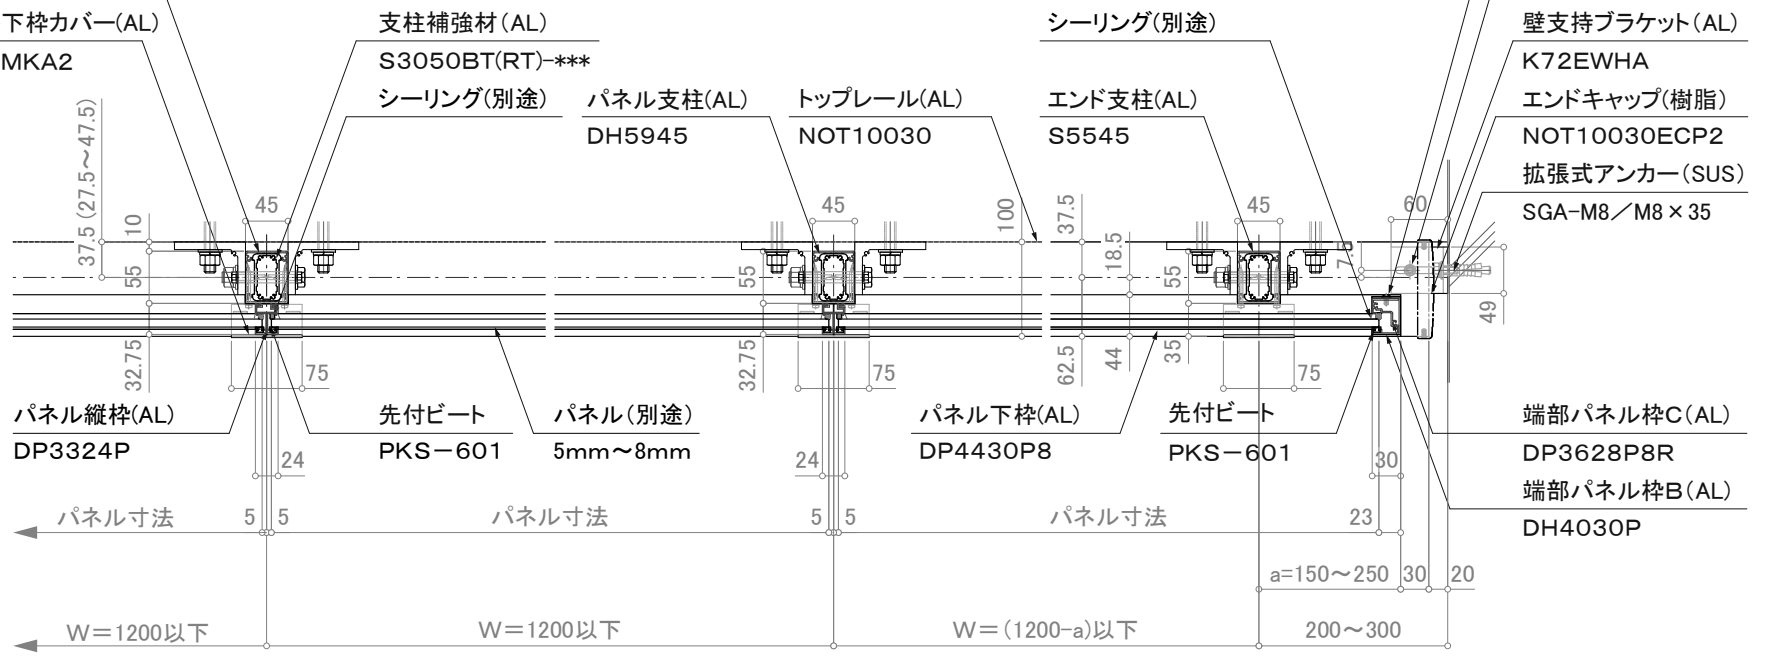 下枠カバー(AL)
MKA2
支柱補強材(AL)
S3050BT(RT)-***
シーリング(別途)
パネル支柱(AL)
DH5945
トップレール(AL)
NOT10030
シーリング(別途)
エンド支柱(AL)
S5545
壁支持ブラケット(AL)
K72EWHA
エンドキャップ(樹脂)
NOT10030ECP2
拡張式アンカー(SUS)
SGA-M8/M8×35
37.5 (27.5~47.5)
10
55
32.75
45
75
45
55
32.75
75
100
37.5
18.5
62.5
44
45
55
35
75
60
7.5
49
パネル縦枠(AL)
DP3324P
先付ビート
PKS-601
パネル(別途)
5mm~8mm
パネル下枠(AL)
DP4430P8
先付ビート
PKS-601
端部パネル枠C(AL)
DP3628P8R
端部パネル枠B(AL)
DH4030P
24
24
30
パネル寸法
5
5
パネル寸法
5
5
パネル寸法
23
a=150~250
30
20
W=1200以下
W=1200以下
W=(1200-a)以下
200~300